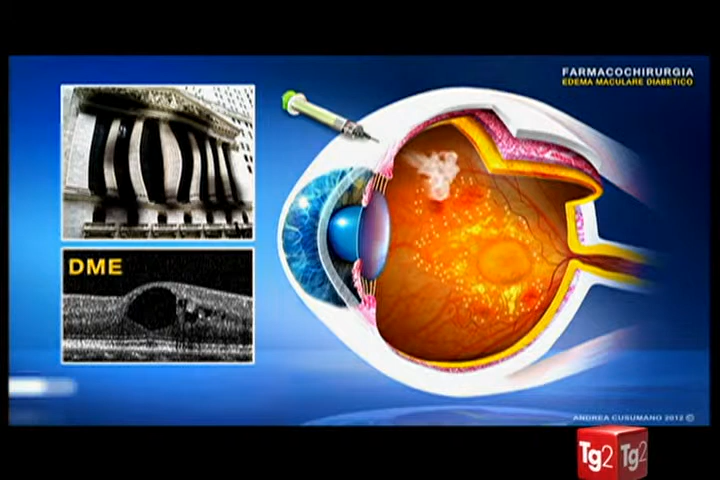 FARMACOCHIRURGIA
EDEMA MACULARE DIABETICO
DME
ANDREA CUSUMANO 2012 ©
Tg2 Tg2